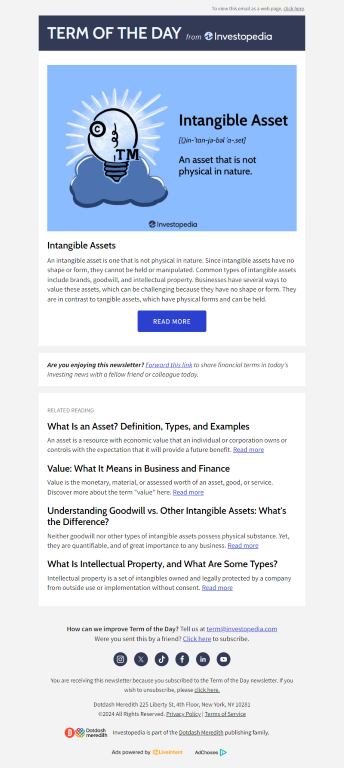 To view this email as a web page, click here.
TERM OF THE DAY from Investopedia
©
TM
Intangible Asset
[(ˌ)in-ˈtan-jə-bəl ˈa-ˌset]
An asset that is not
physical in nature.
Investopedia
Intangible Assets
An intangible asset is one that is not physical in nature. Since intangible assets have no
shape or form, they cannot be held or manipulated. Common types of intangible assets
include brands, goodwill, and intellectual property. Businesses have several ways to
value these assets, which can be challenging because they have no shape or form. They
are in contrast to tangible assets, which have physical forms and can be held.
READ MORE
Are you enjoying this newsletter? Forward this link to share financial terms in today's
investing news with a fellow friend or colleague today.
RELATED READING
What Is an Asset? Definition, Types, and Examples
An asset is a resource with economic value that an individual or corporation owns or
controls with the expectation that it will provide a future benefit. Read more
Value: What It Means in Business and Finance
Value is the monetary, material, or assessed worth of an asset, good, or service.
Discover more about the term "value" here. Read more
Understanding Goodwill vs. Other Intangible Assets: What's
the Difference?
Neither goodwill nor other types of intangible assets possess physical substance. Yet,
they are quantifiable, and of great importance to any business. Read more
What Is Intellectual Property, and What Are Some Types?
Intellectual property is a set of intangibles owned and legally protected by a company
from outside use or implementation without consent. Read more
How can we improve Term of the Day? Tell us at term@investopedia.com
Were you sent this by a friend? Click here to subscribe.
You are receiving this newsletter because you subscribed to the Term of the Day newsletter. If you
wish to unsubscribe, please click here.
Dotdash Meredith 225 Liberty St, 4th Floor, New York, NY 10281
©2024 All Rights Reserved. Privacy Policy | Terms of Service
Dotdash
meredith
Investopedia is part of the Dotdash Meredith publishing family.
Ads powered by LiveIntent AdChoices